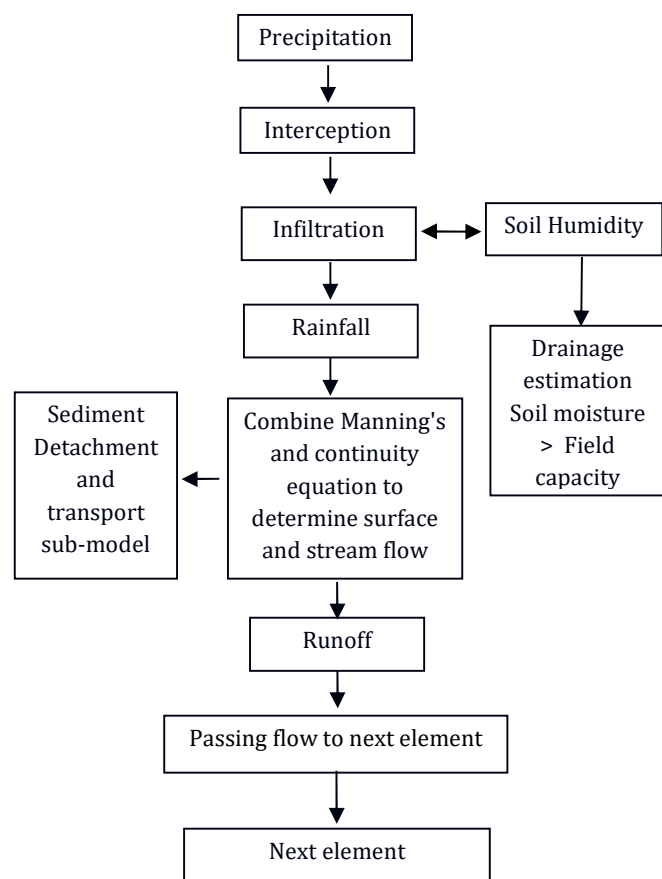 Precipitation
Interception
Infiltration
Soil Humidity
Rainfall
Drainage
estimation
Soil moisture
> Field
capacity
Sediment
Detachment
and
transport
sub-model
Combine Manning's
and continuity
equation to
determine surface
and stream flow
Runoff
Passing flow to next element
Next element